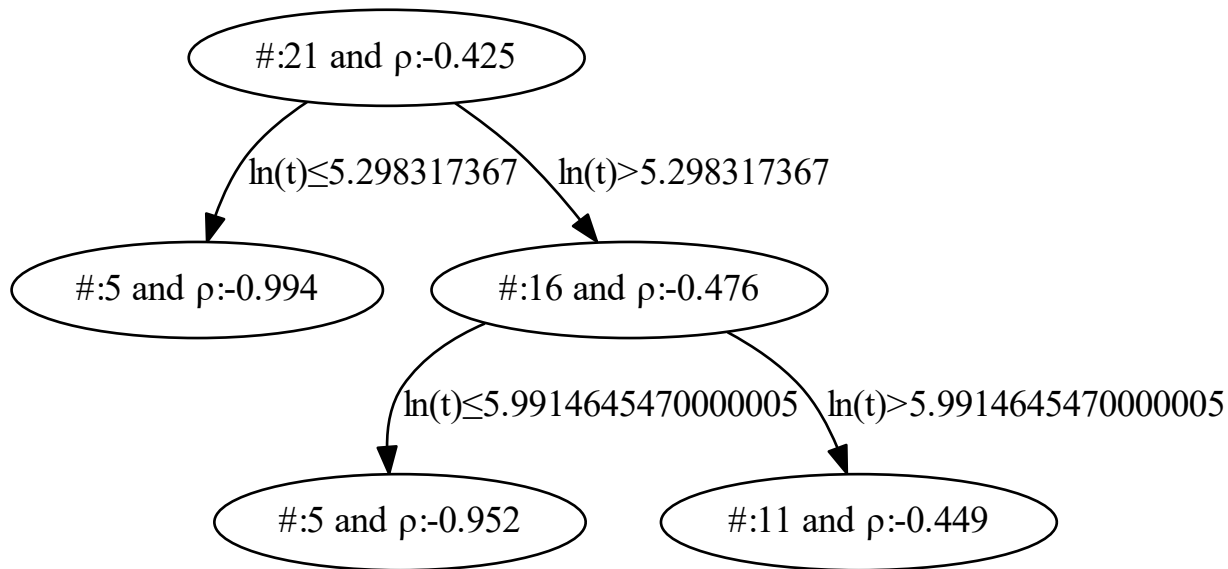 #:21 and ρ:-0.425
ln(t)≤5.298317367
ln(t)>5.298317367
#:5 and ρ:-0.994
#:16 and ρ:-0.476
ln(t)≤5.9914645470000005
ln(t)>5.9914645470000005
#:5 and ρ:-0.952
#:11 and ρ:-0.449